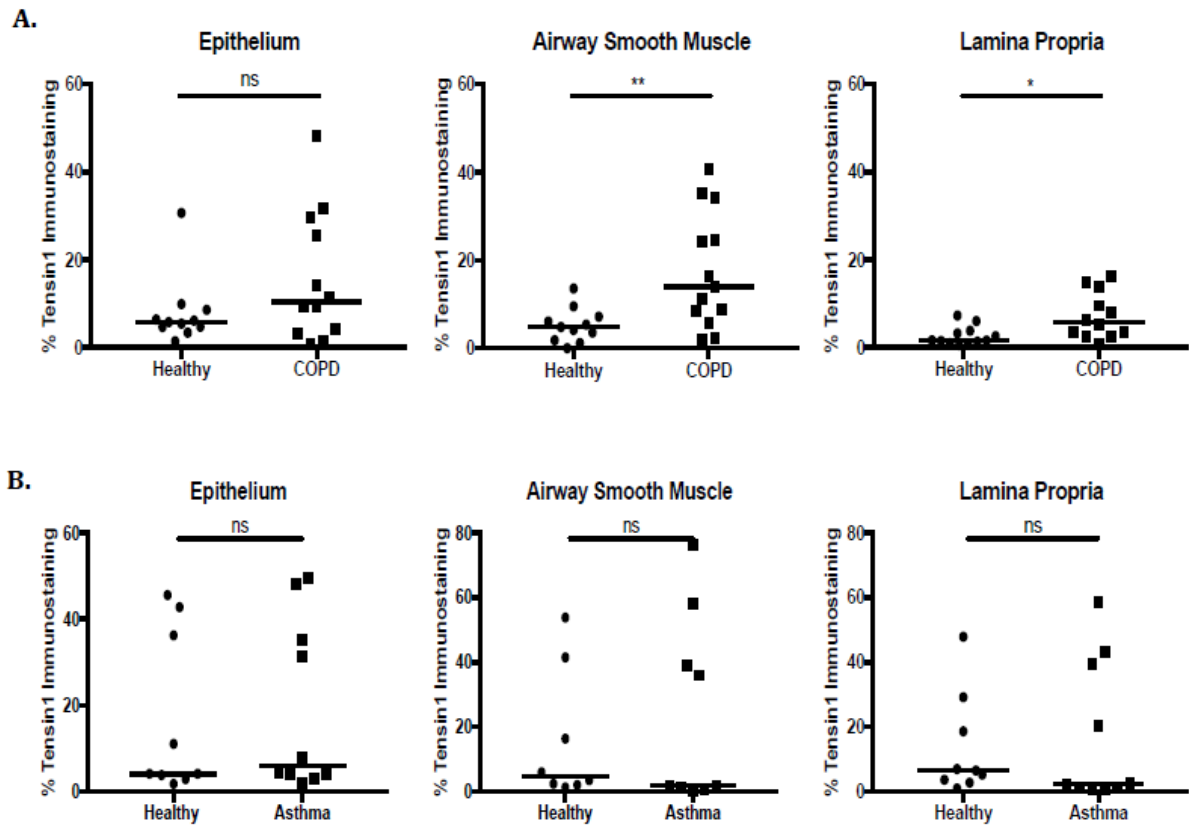 A.
Epithelium
Airway Smooth Muscle
Lamina Propria
ns
**
*
% Tensin1 Immunostaining
60
40
20
0
Healthy
COPD
% Tensin1 Immunostaining
60
40
20
0
Healthy
COPD
% Tensin1 Immunostaining
60
40
20
0
Healthy
COPD
B.
Epithelium
Airway Smooth Muscle
Lamina Propria
ns
ns
ns
% Tensin1 Immunostaining
60
40
20
0
Healthy
Asthma
% Tensin1 Immunostaining
80
60
40
20
0
Healthy
Asthma
% Tensin1 Immunostaining
80
60
40
20
0
Healthy
Asthma